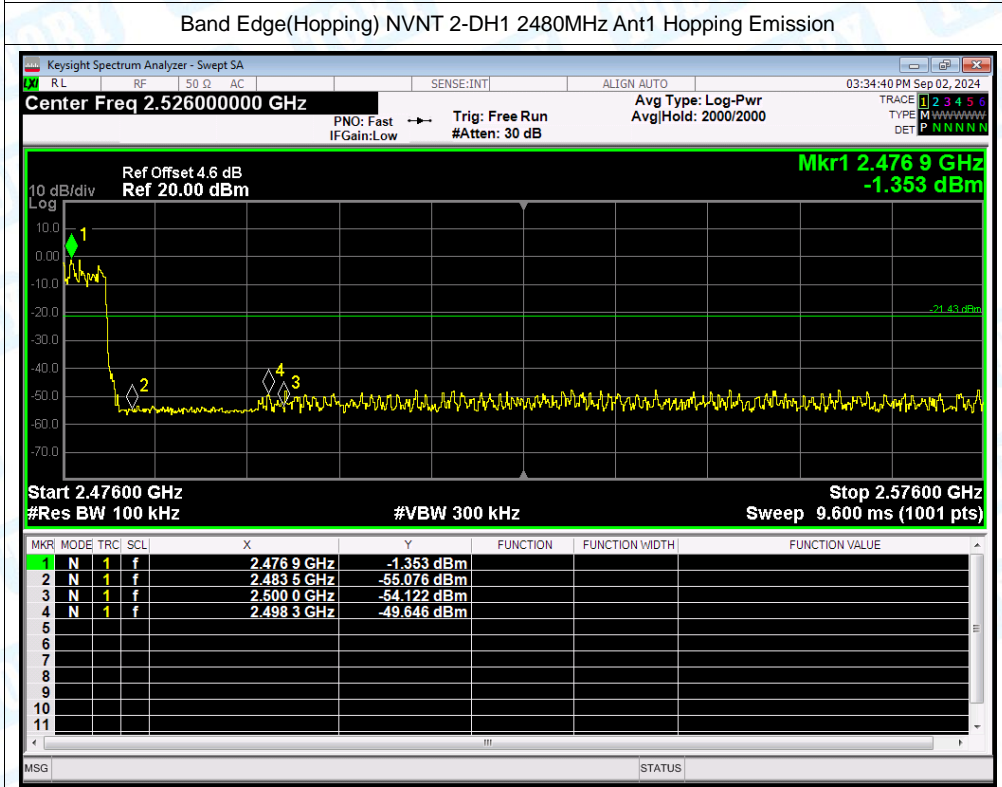 Band Edge(Hopping) NVNT 2-DH1 2480MHz Ant1 Hopping Emission
Keysight Spectrum Analyzer - Swept SA
LXI RL RF 50 Ω AC SENSE:INT ALIGN AUTO 03:34:40 PM Sep 02, 2024
Center Freq 2.526000000 GHz
PNO: Fast
IFGain:Low
Trig: Free Run
#Atten: 30 dB
Avg Type: Log-Pwr
Avg|Hold: 2000/2000
TRACE 1 2 3 4 5 6
TYPE M WWWWW
DET P N N N N N
Mkr1 2.476 9 GHz
-1.353 dBm
Ref Offset 4.6 dB
10 dB/div Ref 20.00 dBm
Log
10.0
0.00
-10.0
-20.0
-30.0
-40.0
-50.0
-60.0
-70.0
1
2
4
3
-21.43 dBm
Start 2.47600 GHz Stop 2.57600 GHz
#Res BW 100 kHz #VBW 300 kHz Sweep 9.600 ms (1001 pts)
MKR MODE TRC SCL X Y FUNCTION FUNCTION WIDTH FUNCTION VALUE
1 N 1 f 2.476 9 GHz -1.353 dBm
2 N 1 f 2.483 5 GHz -55.076 dBm
3 N 1 f 2.500 0 GHz -54.122 dBm
4 N 1 f 2.498 3 GHz -49.646 dBm
5
6
7
8
9
10
11
MSG STATUS